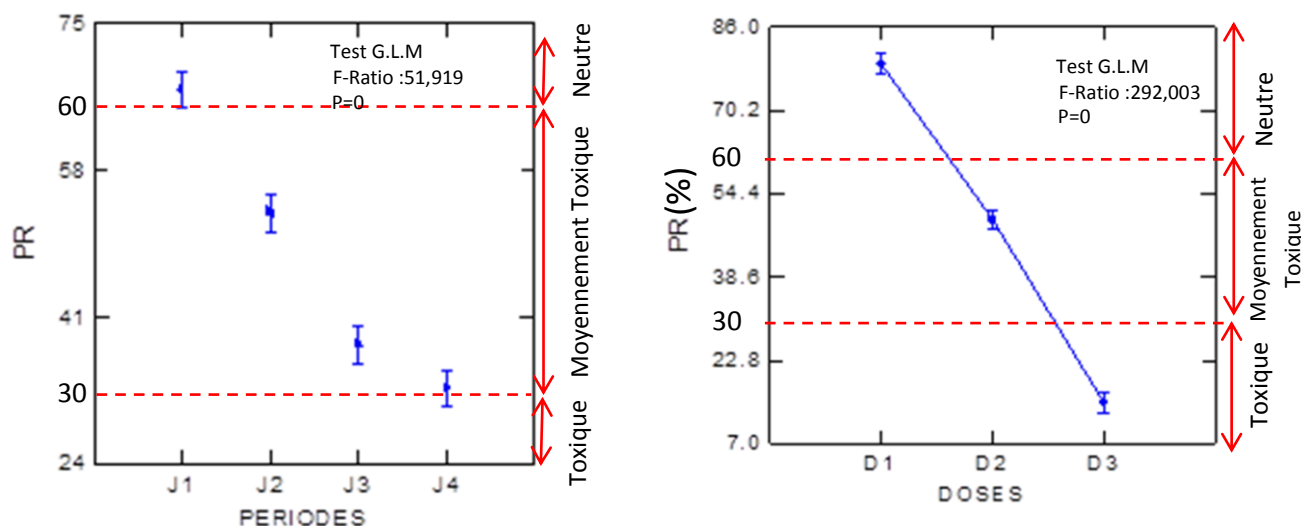 75
60
58
41
30
24
PR
Test G.L.M
F-Ratio :51,919
P=0
J1 J2 J3 J4
PERIODES
Neutre
Moyennement Toxique
Toxique
86.0
70.2
60
54.4
38.6
30
22.8
7.0
PR(%)
Test G.L.M
F-Ratio :292,003
P=0
D1 D2 D3
DOSES
Neutre
Moyennement
Toxique
Toxique